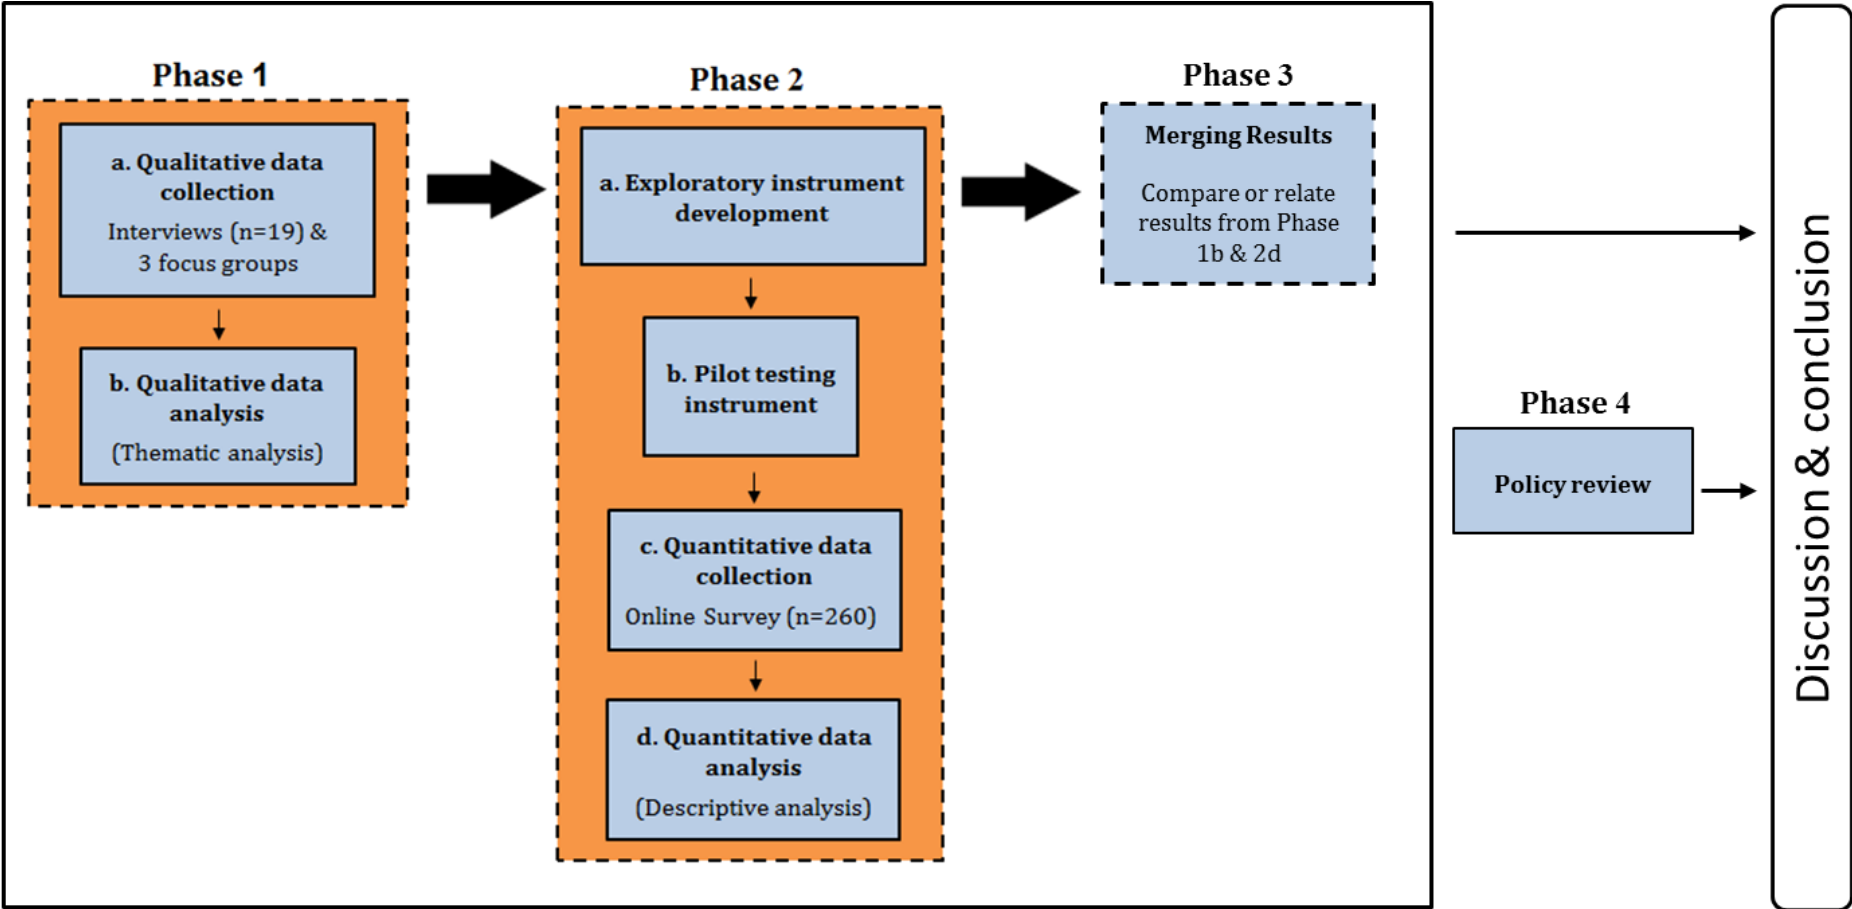 Phase 1
a. Qualitative data
collection
Interviews (n=19) &
3 focus groups
b. Qualitative data
analysis
(Thematic analysis)
Phase 2
a. Exploratory instrument
development
b. Pilot testing
instrument
c. Quantitative data
collection
Online Survey (n=260)
d. Quantitative data
analysis
(Descriptive analysis)
Phase 3
Merging Results
Compare or relate
results from Phase
1b & 2d
Phase 4
Policy review
Discussion & conclusion